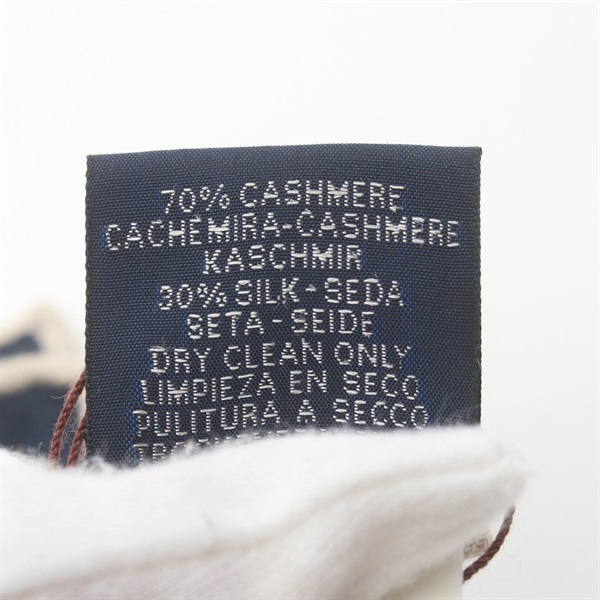 70% CASHMERE
CACHEMIRA-CASHMERE
KASCHMIR
30% SILK - SEDA
SETA - SEIDE
DRY CLEAN ONLY
LIMPIEZA EN SECO
PULITURA A SECCO